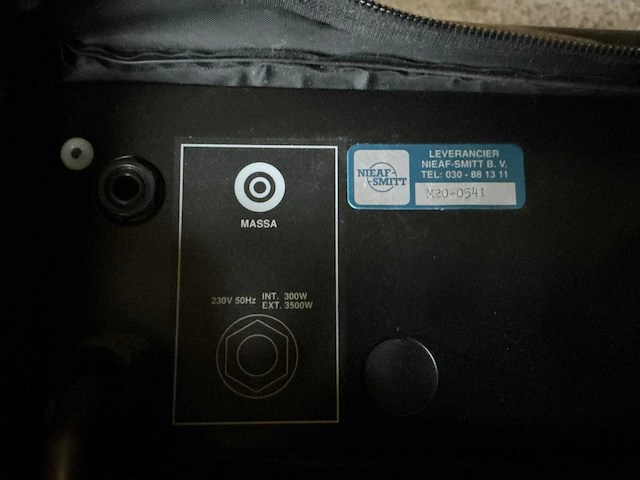 LEVERANCIER
NIEAF-SMITT B.V.
TEL: 030 - 88 13 11
NIEAF-
-SMITT
M20-0541
MASSA
230V 50Hz INT. 300W
EXT. 3500W